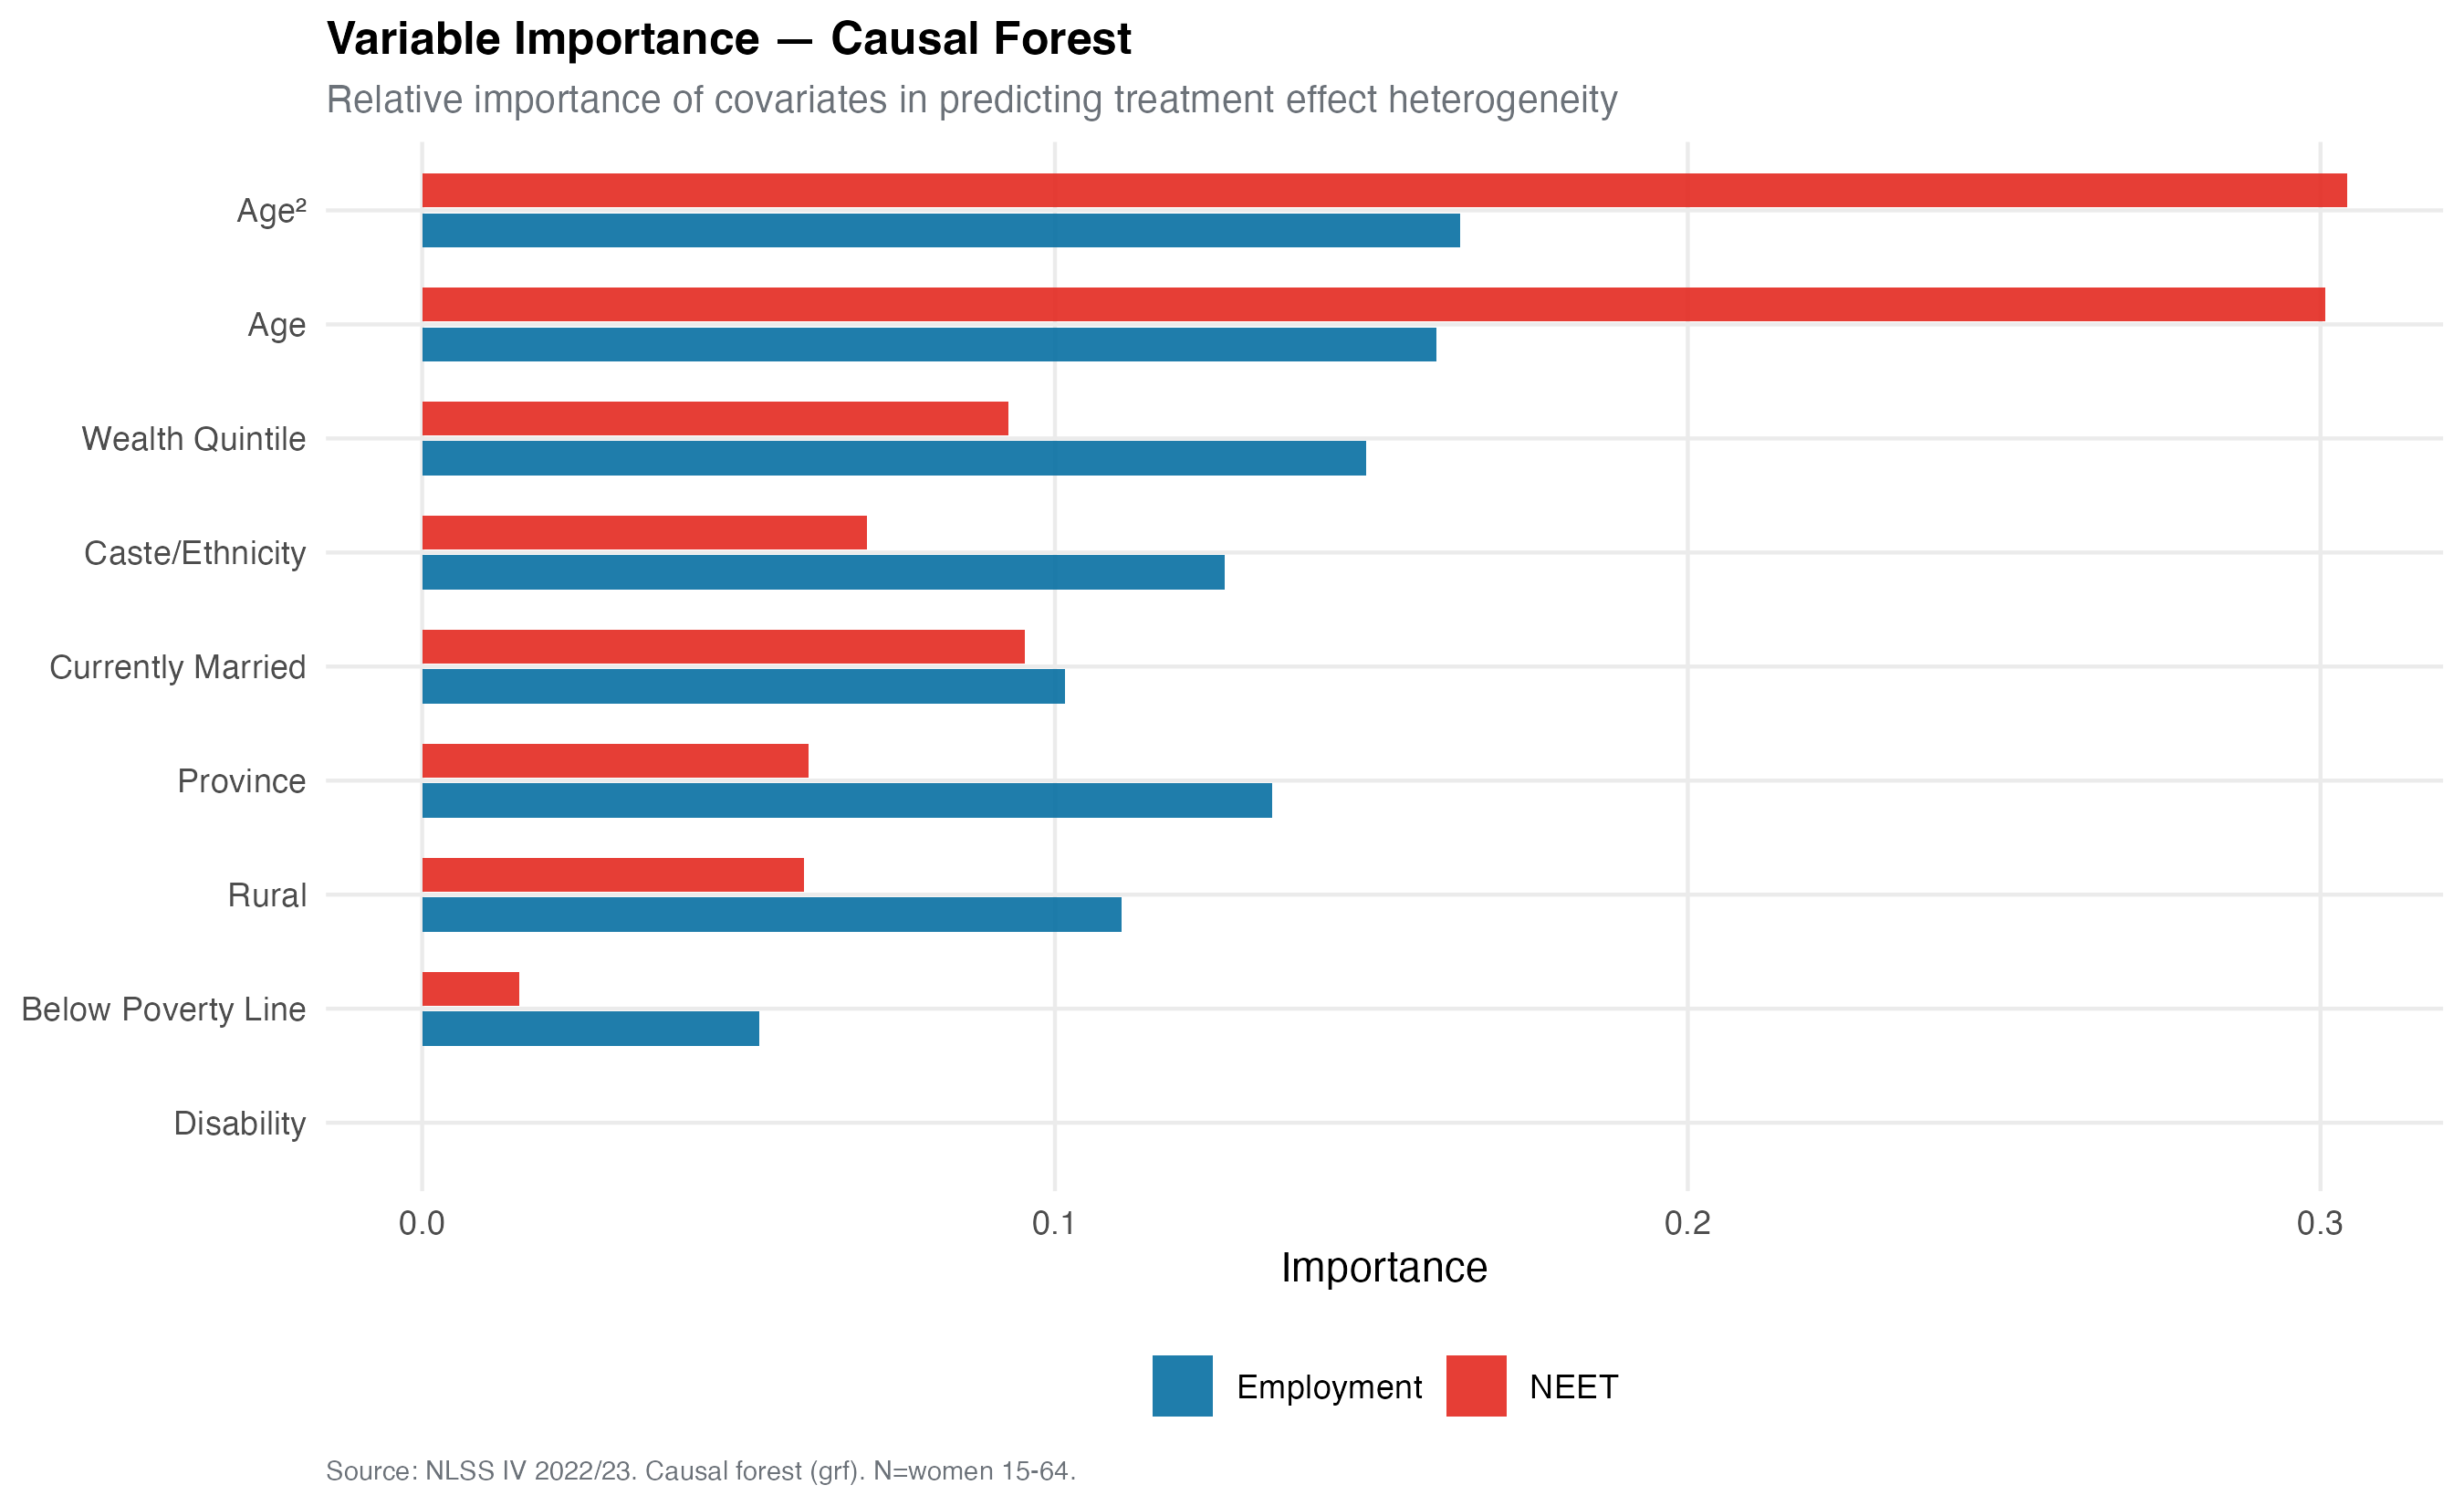 Variable Importance — Causal Forest
Relative importance of covariates in predicting treatment effect heterogeneity
Age²
Age
Wealth Quintile
Caste/Ethnicity
Currently Married
Province
Rural
Below Poverty Line
Disability
0.0 0.1 0.2 0.3
Importance
Employment NEET
Source: NLSS IV 2022/23. Causal forest (grf). N=women 15-64.